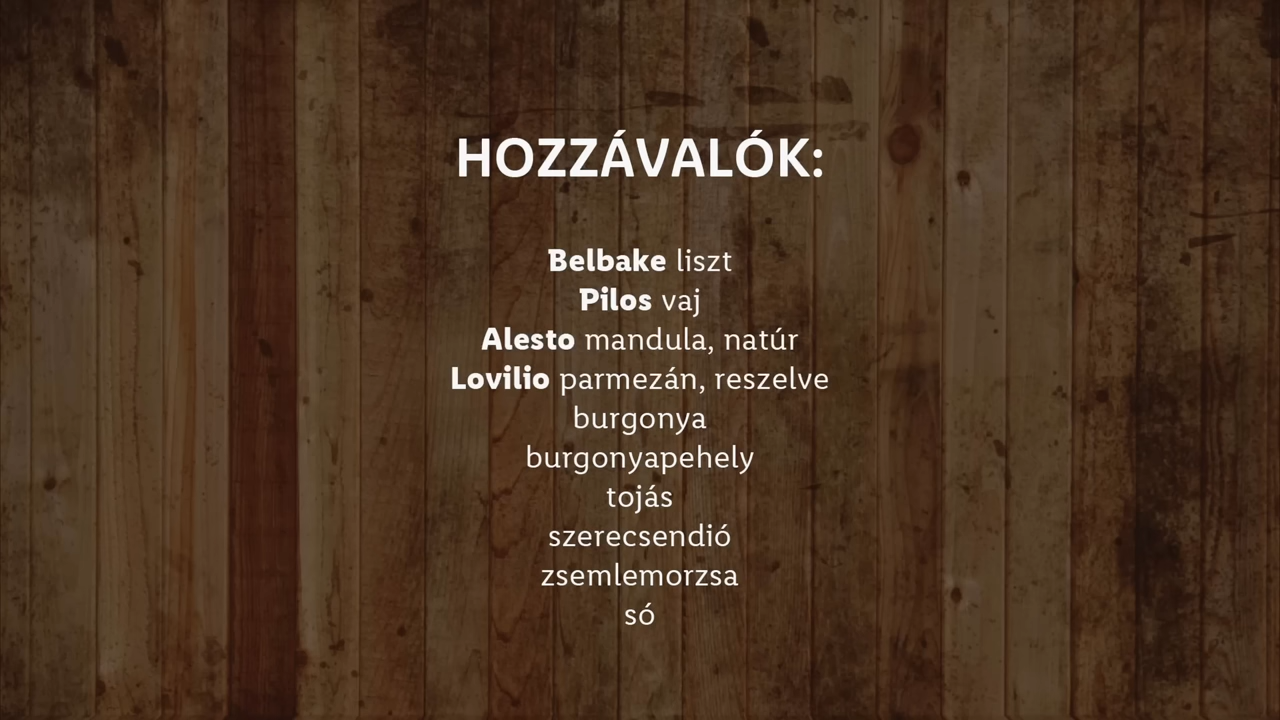 HOZZÁVALÓK:
Belbake liszt
Pilos vaj
Alesto mandula, natúr
Lovilio parmezán, reszelve
burgonya
burgonyapehely
tojás
szerecsendió
zsemlemorzsa
só